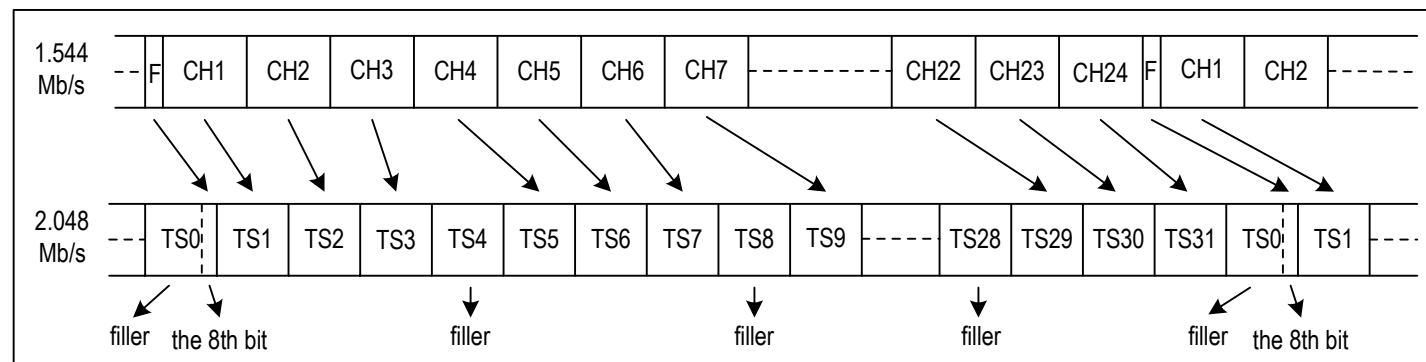 1.544 Mb/s F CH1 CH2 CH3 CH4 CH5 CH6 CH7 CH22 CH23 CH24 F CH1 CH2
2.048 Mb/s TS0 TS1 TS2 TS3 TS4 TS5 TS6 TS7 TS8 TS9 TS28 TS29 TS30 TS31 TS0 TS1
filler the 8th bit filler filler filler filler the 8th bit